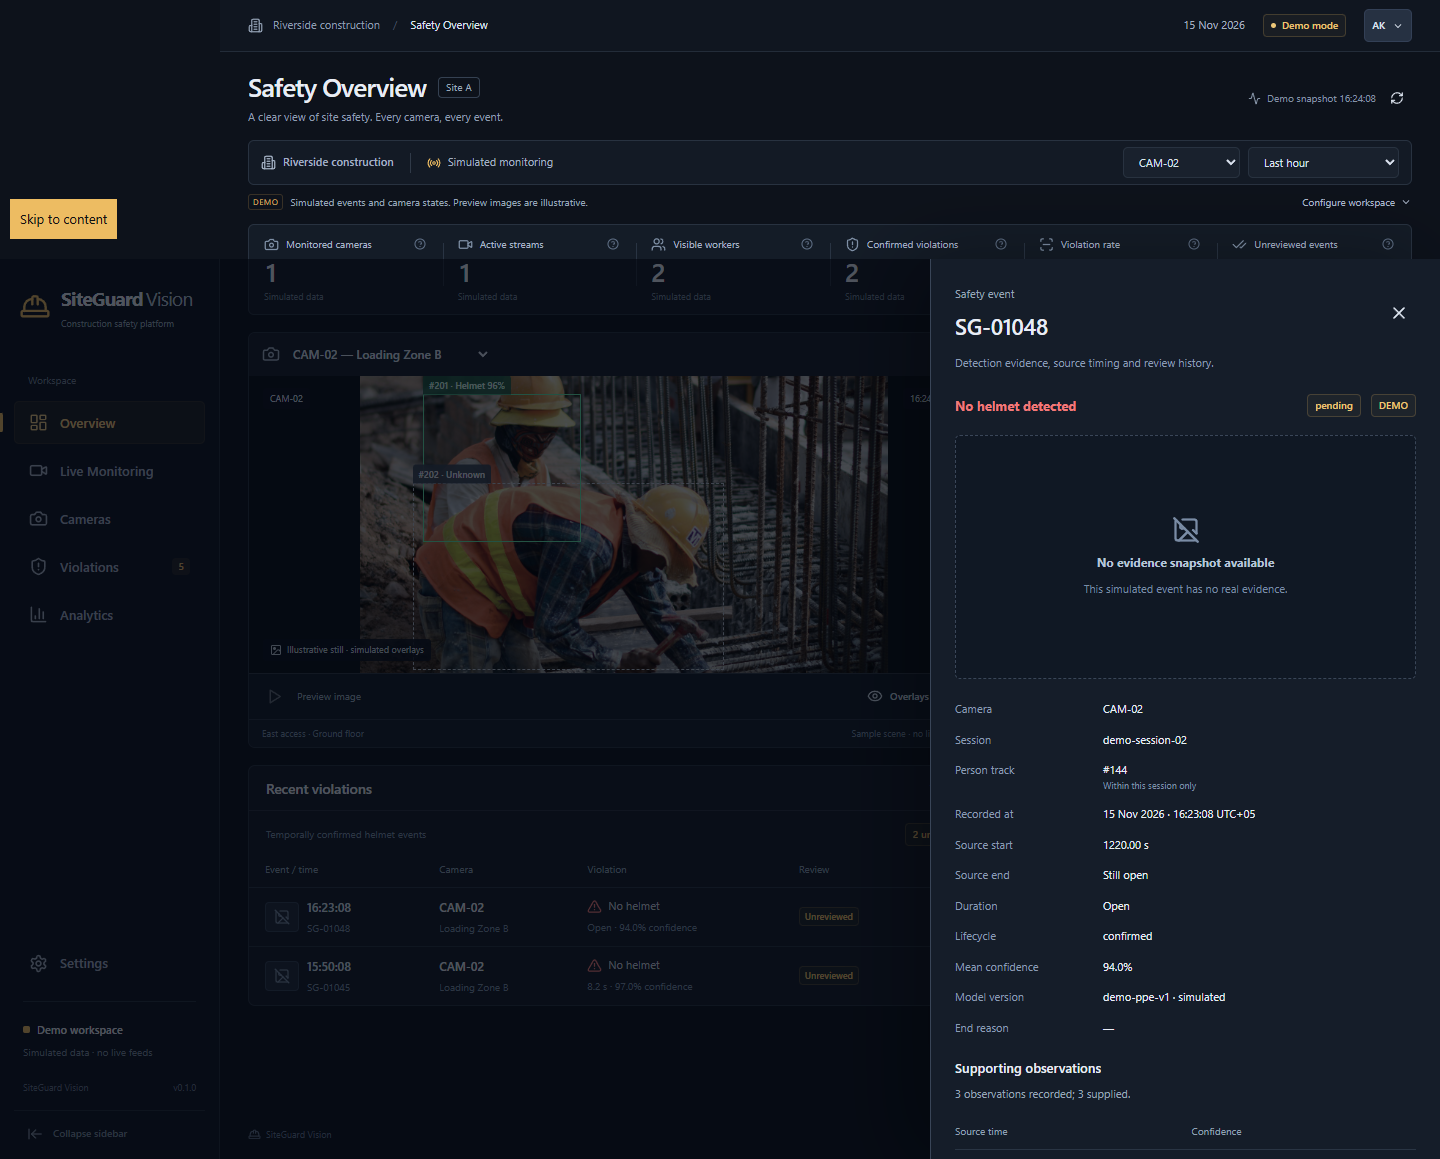 Riverside construction / Safety Overview
15 Nov 2026
Demo mode
AK
Safety Overview
Site A
A clear view of site safety. Every camera, every event.
Demo snapshot 16:24:08
Riverside construction
Simulated monitoring
CAM-02
Last hour
Skip to content
DEMO
Simulated events and camera states. Preview images are illustrative.
Configure workspace
Monitored cameras
1
Simulated data
Active streams
1
Simulated data
Visible workers
2
Simulated data
Confirmed violations
2
Simulated data
Violation rate
Unreviewed events
SiteGuard Vision
Construction safety platform
Workspace
Overview
Live Monitoring
Cameras
Violations
5
Analytics
Settings
Demo workspace
Simulated data · no live feeds
SiteGuard Vision
v0.1.0
Collapse sidebar
CAM-02 — Loading Zone B
CAM-02
16:24
#201 · Helmet 96%
#202 · Unknown
Illustrative still · simulated overlays
Preview image
Overlays
East access · Ground floor
Sample scene · no li
Recent violations
Temporally confirmed helmet events
2 un
Event / time
Camera
Violation
Review
16:23:08
SG-01048
CAM-02
Loading Zone B
No helmet
Open · 94.0% confidence
Unreviewed
15:50:08
SG-01045
CAM-02
Loading Zone B
No helmet
8.2 s · 97.0% confidence
Unreviewed
SiteGuard Vision
Safety event
SG-01048
Detection evidence, source timing and review history.
No helmet detected
pending
DEMO
No evidence snapshot available
This simulated event has no real evidence.
Camera
CAM-02
Session
demo-session-02
Person track
#144
Within this session only
Recorded at
15 Nov 2026 · 16:23:08 UTC+05
Source start
1220.00 s
Source end
Still open
Duration
Open
Lifecycle
confirmed
Mean confidence
94.0%
Model version
demo-ppe-v1 · simulated
End reason
—
Supporting observations
3 observations recorded; 3 supplied.
Source time
Confidence